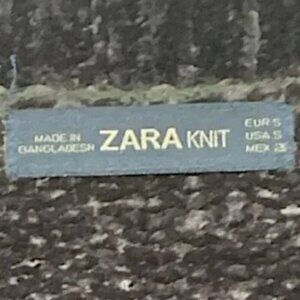 MADE IN
BANGLADESH
ZARA KNIT
EUR S
USA S
MEX 26